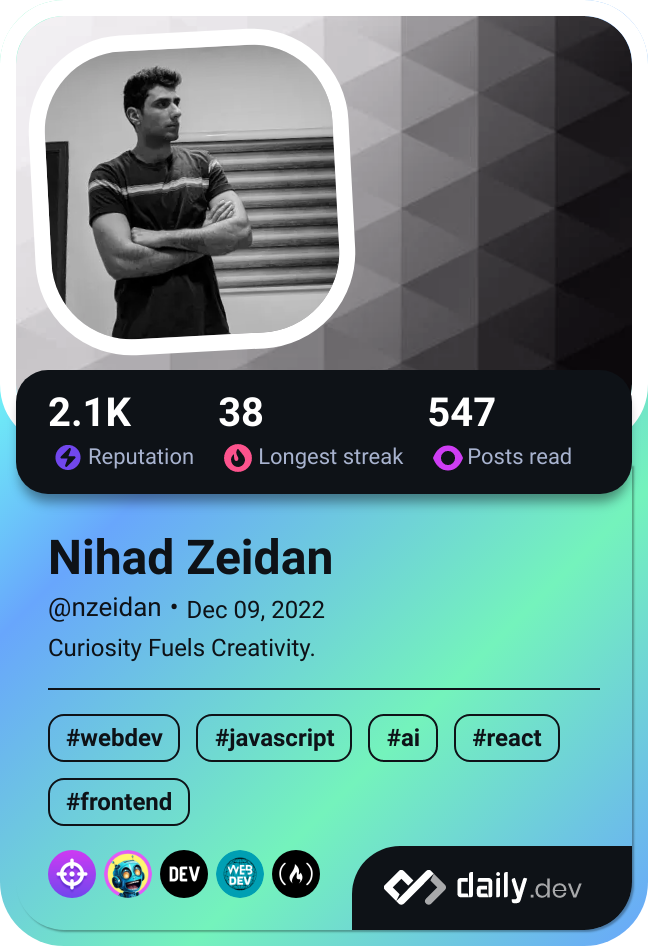 2.1K 38 547
Reputation Longest streak Posts read
Nihad Zeidan
@nzeidan • Dec 09, 2022
Curiosity Fuels Creativity.
#webdev #javascript #ai #react
#frontend
DEV WEB DEV
daily.dev